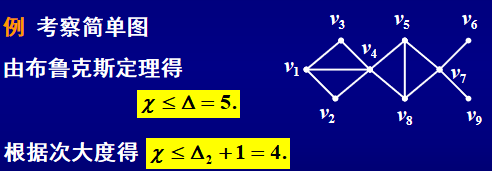 例 考察简单图
由布鲁克斯定理得
χ ≤ Δ = 5.
根据次大度得 χ ≤ Δ₂ + 1 = 4.
v₃ v₅ v₆
v₄
v₁ v₇
v₂ v₈ v₉